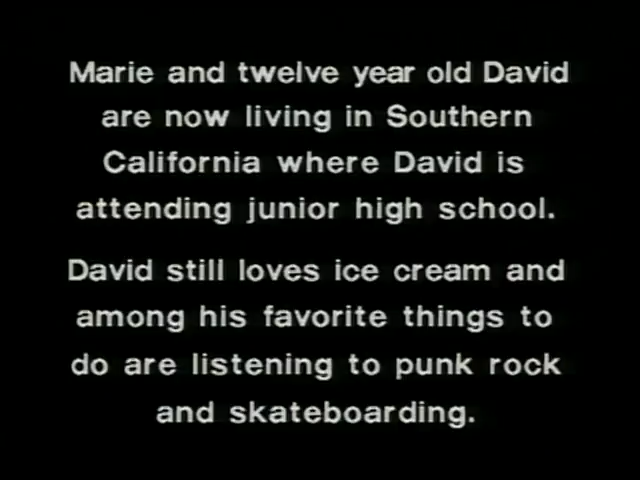 Marie and twelve year old David
are now living in Southern
California where David is
attending junior high school.
David still loves ice cream and
among his favorite things to
do are listening to punk rock
and skateboarding.